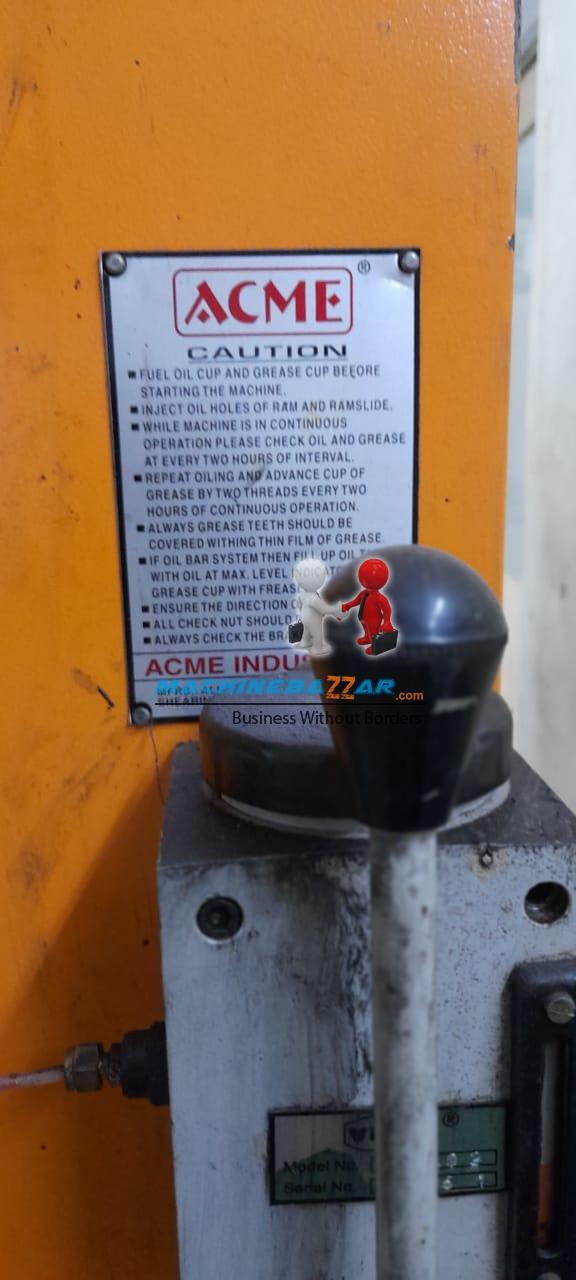 ACME ®
CAUTION
■ FUEL OIL CUP AND GREASE CUP BEEORE
STARTING THE MACHINE.
■ INJECT OIL HOLES OF RAM AND RAMSLIDE.
■ WHILE MACHINE IS IN CONTINUOUS
OPERATION PLEASE CHECK OIL AND GREASE
AT EVERY TWO HOURS OF INTERVAL.
■ REPEAT OILING AND ADVANCE CUP OF
GREASE BY TWO THREADS EVERY TWO
HOURS OF CONTINUOUS OPERATION.
■ ALWAYS GREASE TEETH SHOULD BE
COVERED WITHING THIN FILM OF GREASE.
■ IF OIL BAR SYSTEM THEN FILL UP OIL
WITH OIL AT MAX. LEVEL
GREASE CUP WITH
■ ENSURE THE DIRECTION
■ ALL CHECK NUT SHOULD
■ ALWAYS CHECK THE
ACME INDUS
MACHINEBAZZAR.com
MFRS. ALL
SHEARIN
Business Without Borders
®
Model No.
Serial No.